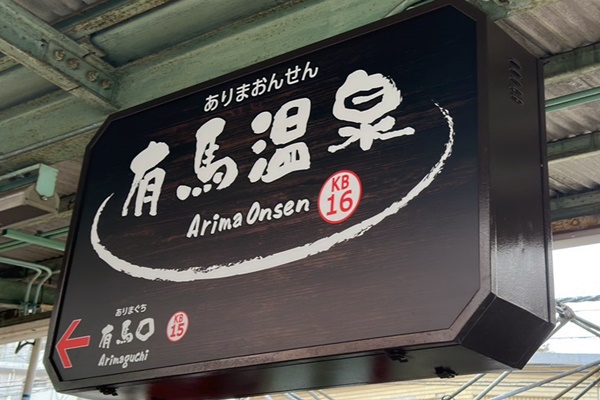 ありまおんせん
有馬温泉
Arima Onsen
KB
16
ありまぐち
有馬口
Arimaguchi
KB
15